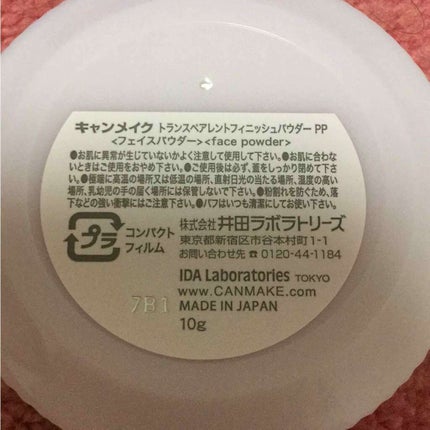 キャンメイク トランスペアレントフィニッシュパウダー PP
<フェイスパウダー><face powder>
●お肌に異常が生じていないかよく注意して使用して下さい。●お肌に合わな
いときはご使用をおやめ下さい。●ご使用後は必ず、蓋をしっかり閉めて下さ
い。●極端に高温の場所又は低温の場所、直射日光の当たる場所、湿度の高い
場所、乳幼児の手の届く場所には保管しないで下さい。●粉割れを防ぐため、落
下などの強い衝撃にはご注意下さい。●パフはいつも清潔にしてお使い下さい。
プラ
コンパクト
フィルム
株式会社 井田ラボラトリーズ
東京都新宿区市谷本村町1-1
お問い合わせ先 ☎ 0120-44-1184
IDA Laboratories TOKYO
www.CANMAKE.com
7B1 MADE IN JAPAN
10g